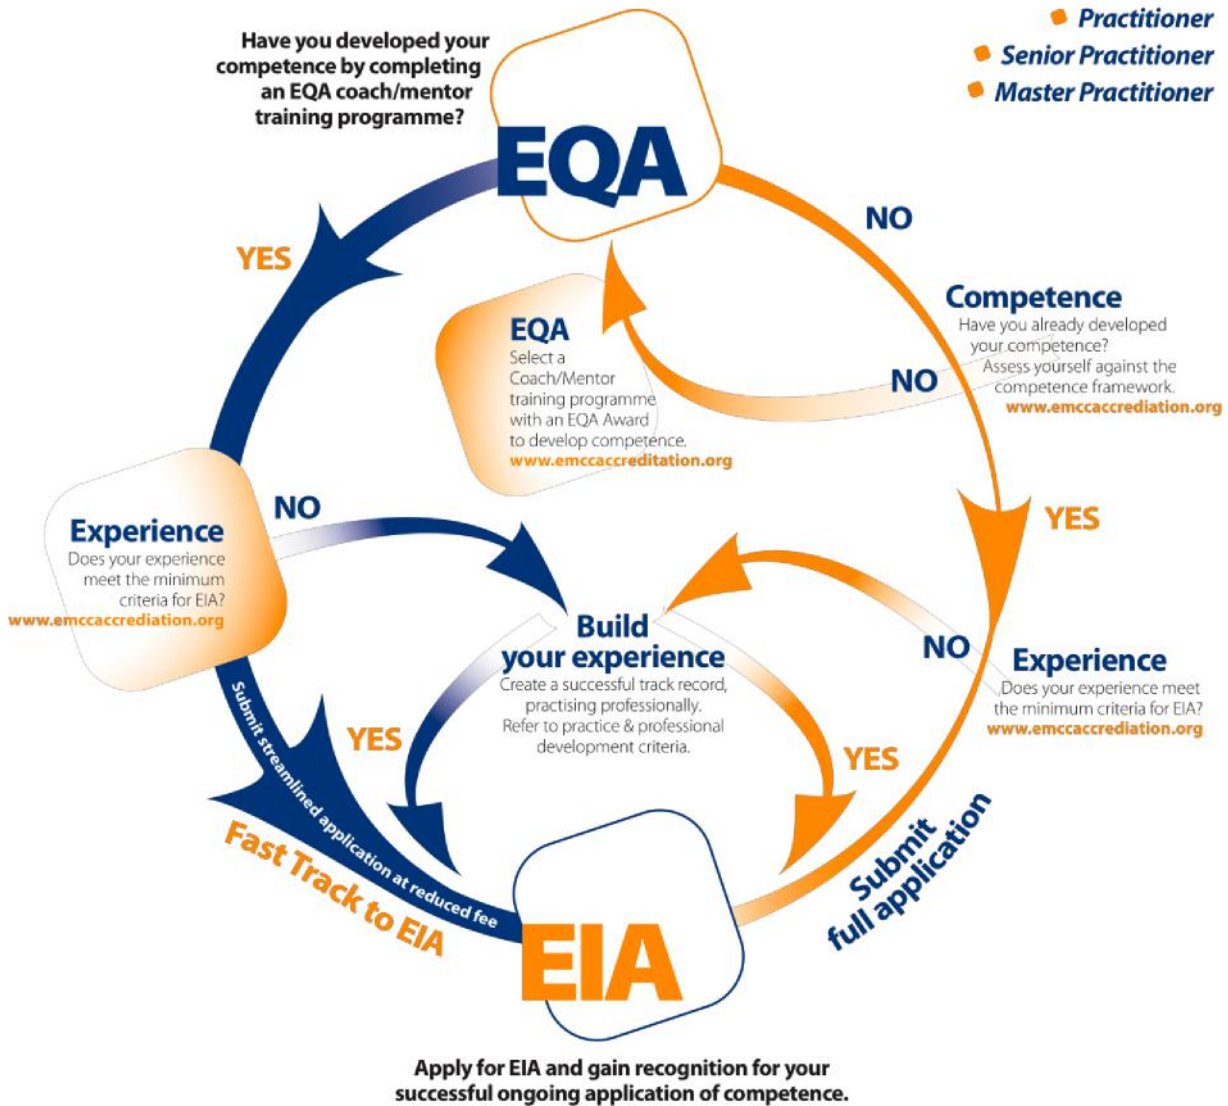 Practitioner
Senior Practitioner
Master Practitioner
Have you developed your
competence by completing
an EQA coach/mentor
training programme?
EQA
NO
YES
Competence
Have you already developed
your competence?
Assess yourself against the
competence framework.
www.emccaccrediation.org
NO
EQA
Select a
Coach/Mentor
training programme
with an EQA Award
to develop competence.
www.emccaccreditation.org
YES
NO
Experience
Does your experience
meet the minimum
criteria for EIA?
www.emccaccrediation.org
Build
your experience
Create a successful track record,
practising professionally.
Refer to practice & professional
development criteria.
NO
Experience
Does your experience meet
the minimum criteria for EIA?
www.emccaccrediation.org
YES
YES
Submit streamlined application at reduced fee
Fast Track to EIA
Submit
full application
EIA
Apply for EIA and gain recognition for your
successful ongoing application of competence.